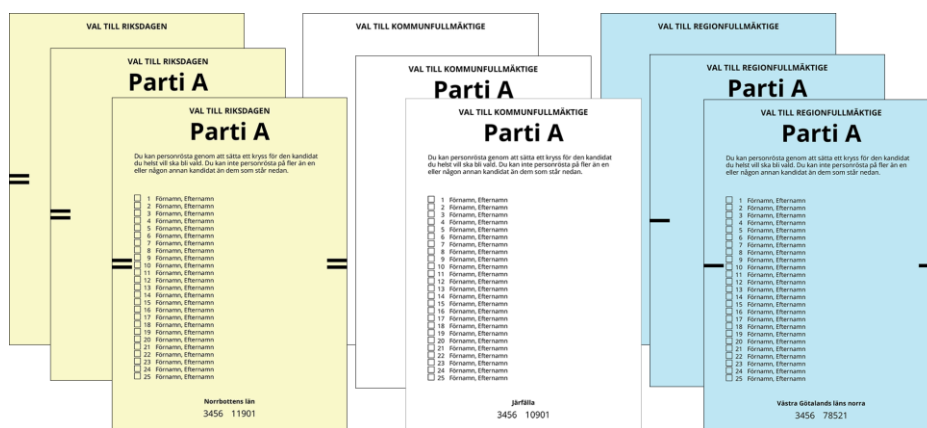 VAL TILL RIKSDAGEN
VAL TILL RIKSDAGEN
Parti A
VAL TILL RIKSDAGEN
Parti A
Du kan personrösta genom att sätta ett kryss för den kandidat
du helst vill ska bli vald. Du kan inte personrösta på fler än en
eller någon annan kandidat än dem som står nedan.
1 Förnamn, Efternamn
2 Förnamn, Efternamn
3 Förnamn, Efternamn
4 Förnamn, Efternamn
5 Förnamn, Efternamn
6 Förnamn, Efternamn
7 Förnamn, Efternamn
8 Förnamn, Efternamn
9 Förnamn, Efternamn
10 Förnamn, Efternamn
11 Förnamn, Efternamn
12 Förnamn, Efternamn
13 Förnamn, Efternamn
14 Förnamn, Efternamn
15 Förnamn, Efternamn
16 Förnamn, Efternamn
17 Förnamn, Efternamn
18 Förnamn, Efternamn
19 Förnamn, Efternamn
20 Förnamn, Efternamn
21 Förnamn, Efternamn
22 Förnamn, Efternamn
23 Förnamn, Efternamn
24 Förnamn, Efternamn
25 Förnamn, Efternamn
Norrbottens län
3456 11901
VAL TILL KOMMUNFULLMÄKTIGE
VAL TILL KOMMUNFULLMÄKTIGE
Parti A
VAL TILL KOMMUNFULLMÄKTIGE
Parti A
Du kan personrösta genom att sätta ett kryss för den kandidat
du helst vill ska bli vald. Du kan inte personrösta på fler än en
eller någon annan kandidat än dem som står nedan.
1 Förnamn, Efternamn
2 Förnamn, Efternamn
3 Förnamn, Efternamn
4 Förnamn, Efternamn
5 Förnamn, Efternamn
6 Förnamn, Efternamn
7 Förnamn, Efternamn
8 Förnamn, Efternamn
9 Förnamn, Efternamn
10 Förnamn, Efternamn
11 Förnamn, Efternamn
12 Förnamn, Efternamn
13 Förnamn, Efternamn
14 Förnamn, Efternamn
15 Förnamn, Efternamn
16 Förnamn, Efternamn
17 Förnamn, Efternamn
18 Förnamn, Efternamn
19 Förnamn, Efternamn
20 Förnamn, Efternamn
21 Förnamn, Efternamn
22 Förnamn, Efternamn
23 Förnamn, Efternamn
24 Förnamn, Efternamn
25 Förnamn, Efternamn
Järfälla
3456 10901
VAL TILL REGIONFULLMÄKTIGE
VAL TILL REGIONFULLMÄKTIGE
Parti A
VAL TILL REGIONFULLMÄKTIGE
Parti A
Du kan personrösta genom att sätta ett kryss för den kandidat
du helst vill ska bli vald. Du kan inte personrösta på fler än en
eller någon annan kandidat än dem som står nedan.
1 Förnamn, Efternamn
2 Förnamn, Efternamn
3 Förnamn, Efternamn
4 Förnamn, Efternamn
5 Förnamn, Efternamn
6 Förnamn, Efternamn
7 Förnamn, Efternamn
8 Förnamn, Efternamn
9 Förnamn, Efternamn
10 Förnamn, Efternamn
11 Förnamn, Efternamn
12 Förnamn, Efternamn
13 Förnamn, Efternamn
14 Förnamn, Efternamn
15 Förnamn, Efternamn
16 Förnamn, Efternamn
17 Förnamn, Efternamn
18 Förnamn, Efternamn
19 Förnamn, Efternamn
20 Förnamn, Efternamn
21 Förnamn, Efternamn
22 Förnamn, Efternamn
23 Förnamn, Efternamn
24 Förnamn, Efternamn
25 Förnamn, Efternamn
Västra Götalands läns norra
3456 78521